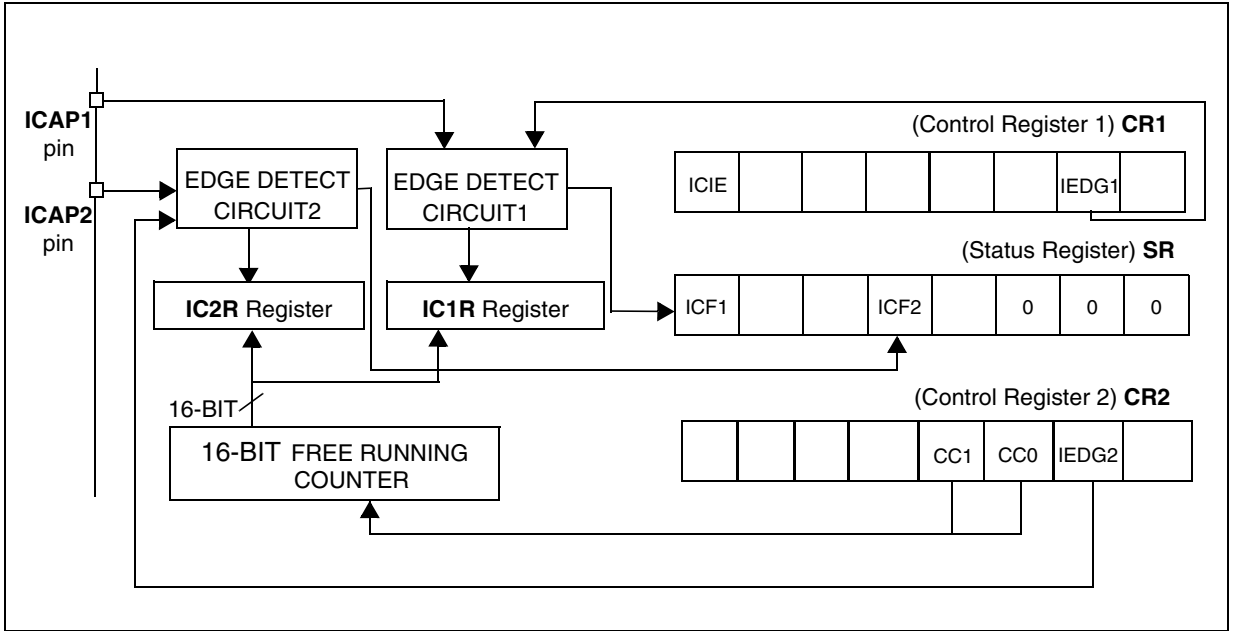 ICAP1
pin
ICAP2
pin
EDGE DETECT
CIRCUIT2
EDGE DETECT
CIRCUIT1
IC2R Register
IC1R Register
16-BIT
16-BIT FREE RUNNING
COUNTER
(Control Register 1) CR1
ICIE IEDG1
(Status Register) SR
ICF1 ICF2 0 0 0
(Control Register 2) CR2
CC1 CC0 IEDG2